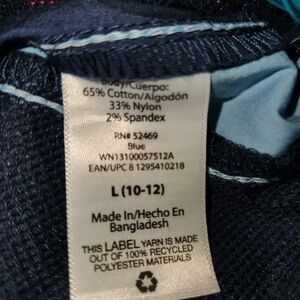 Body/Cuerpo:
65% Cotton/Algodón
33% Nylon
2% Spandex
RN# 52469
Blue
WN13100057512A
EAN/UPC 8 1295410218
L (10-12)
Made In/Hecho En
Bangladesh
THIS LABEL YARN IS MADE
OUT OF 100% RECYCLED
POLYESTER MATERIALS